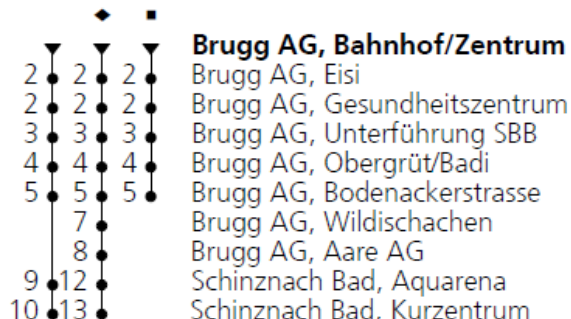 Brugg AG, Bahnhof/Zentrum
2 2 2 Brugg AG, Eisi
2 2 2 Brugg AG, Gesundheitszentrum
3 3 3 Brugg AG, Unterführung SBB
4 4 4 Brugg AG, Obergrüt/Badi
5 5 5 Brugg AG, Bodenackerstrasse
7 Brugg AG, Wildischachen
8 Brugg AG, Aare AG
9 12 Schinznach Bad, Aquarena
10 13 Schinznach Bad, Kurzentrum